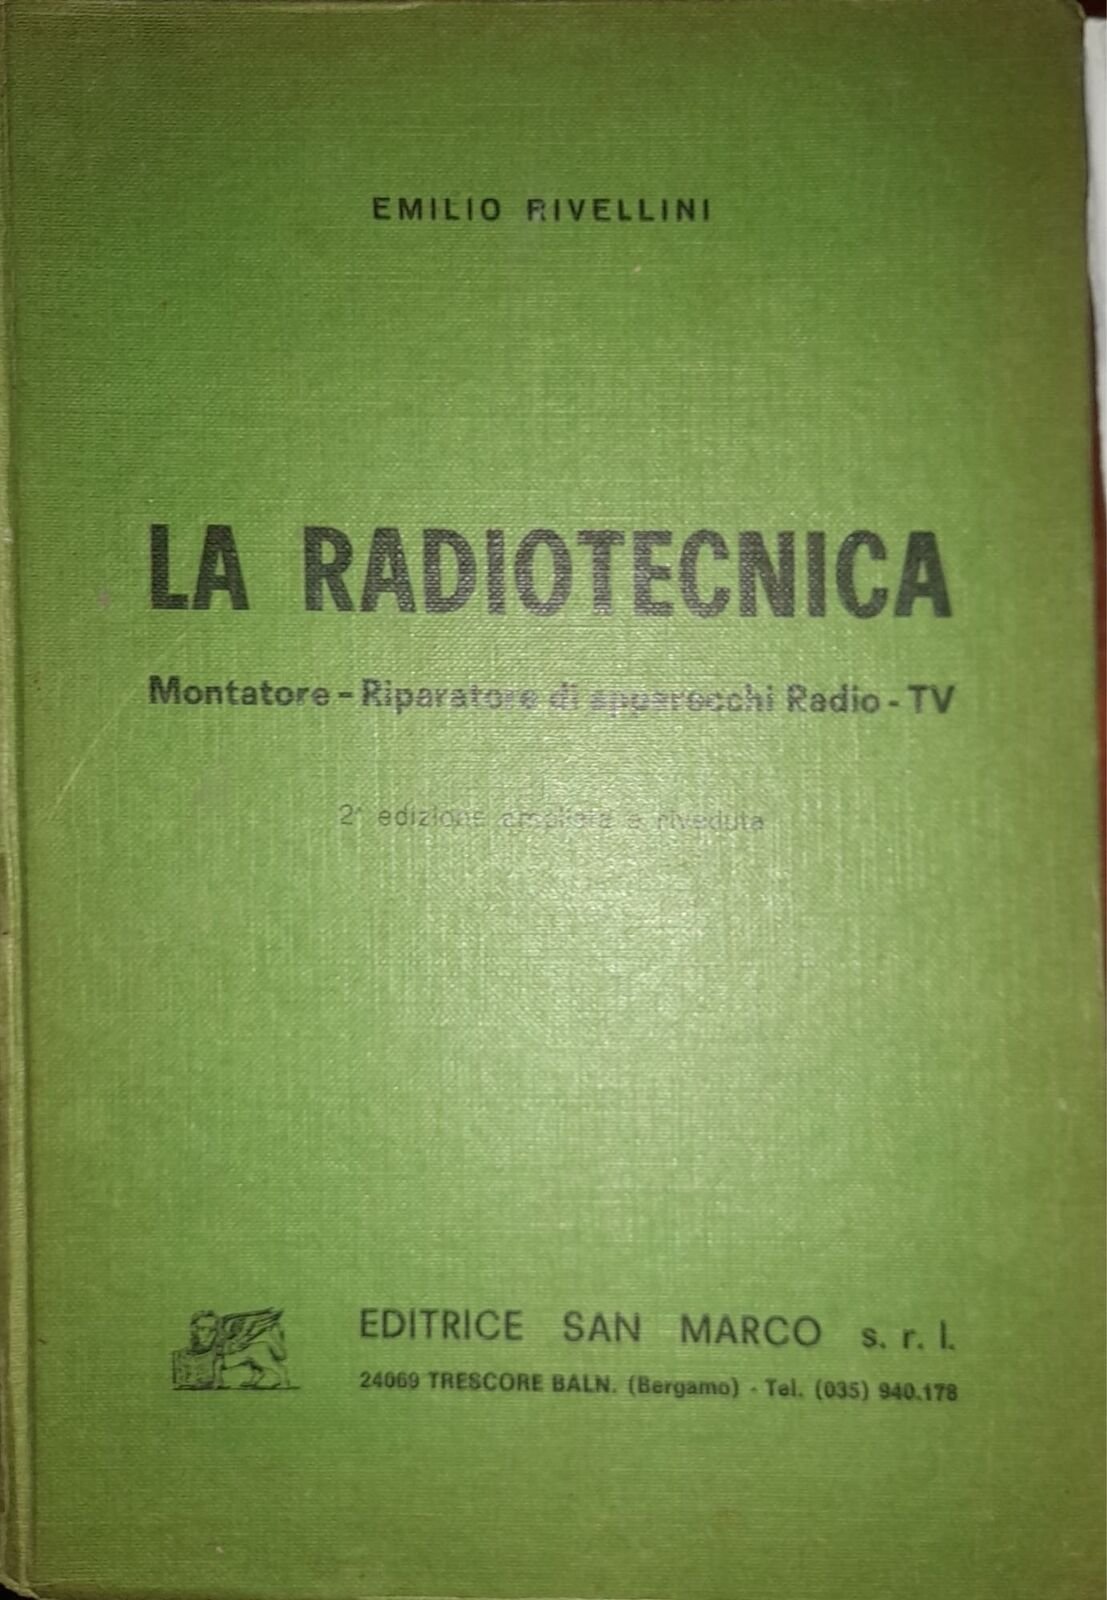 EMILIO RIVELLINI
LA RADIOTECNICA
Montatore - Riparatore di apparecchi Radio - TV
2ª edizione ampliata e riveduta
EDITRICE SAN MARCO s. r. l.
24069 TRESCORE BALN. (Bergamo) - Tel. (035) 940.178